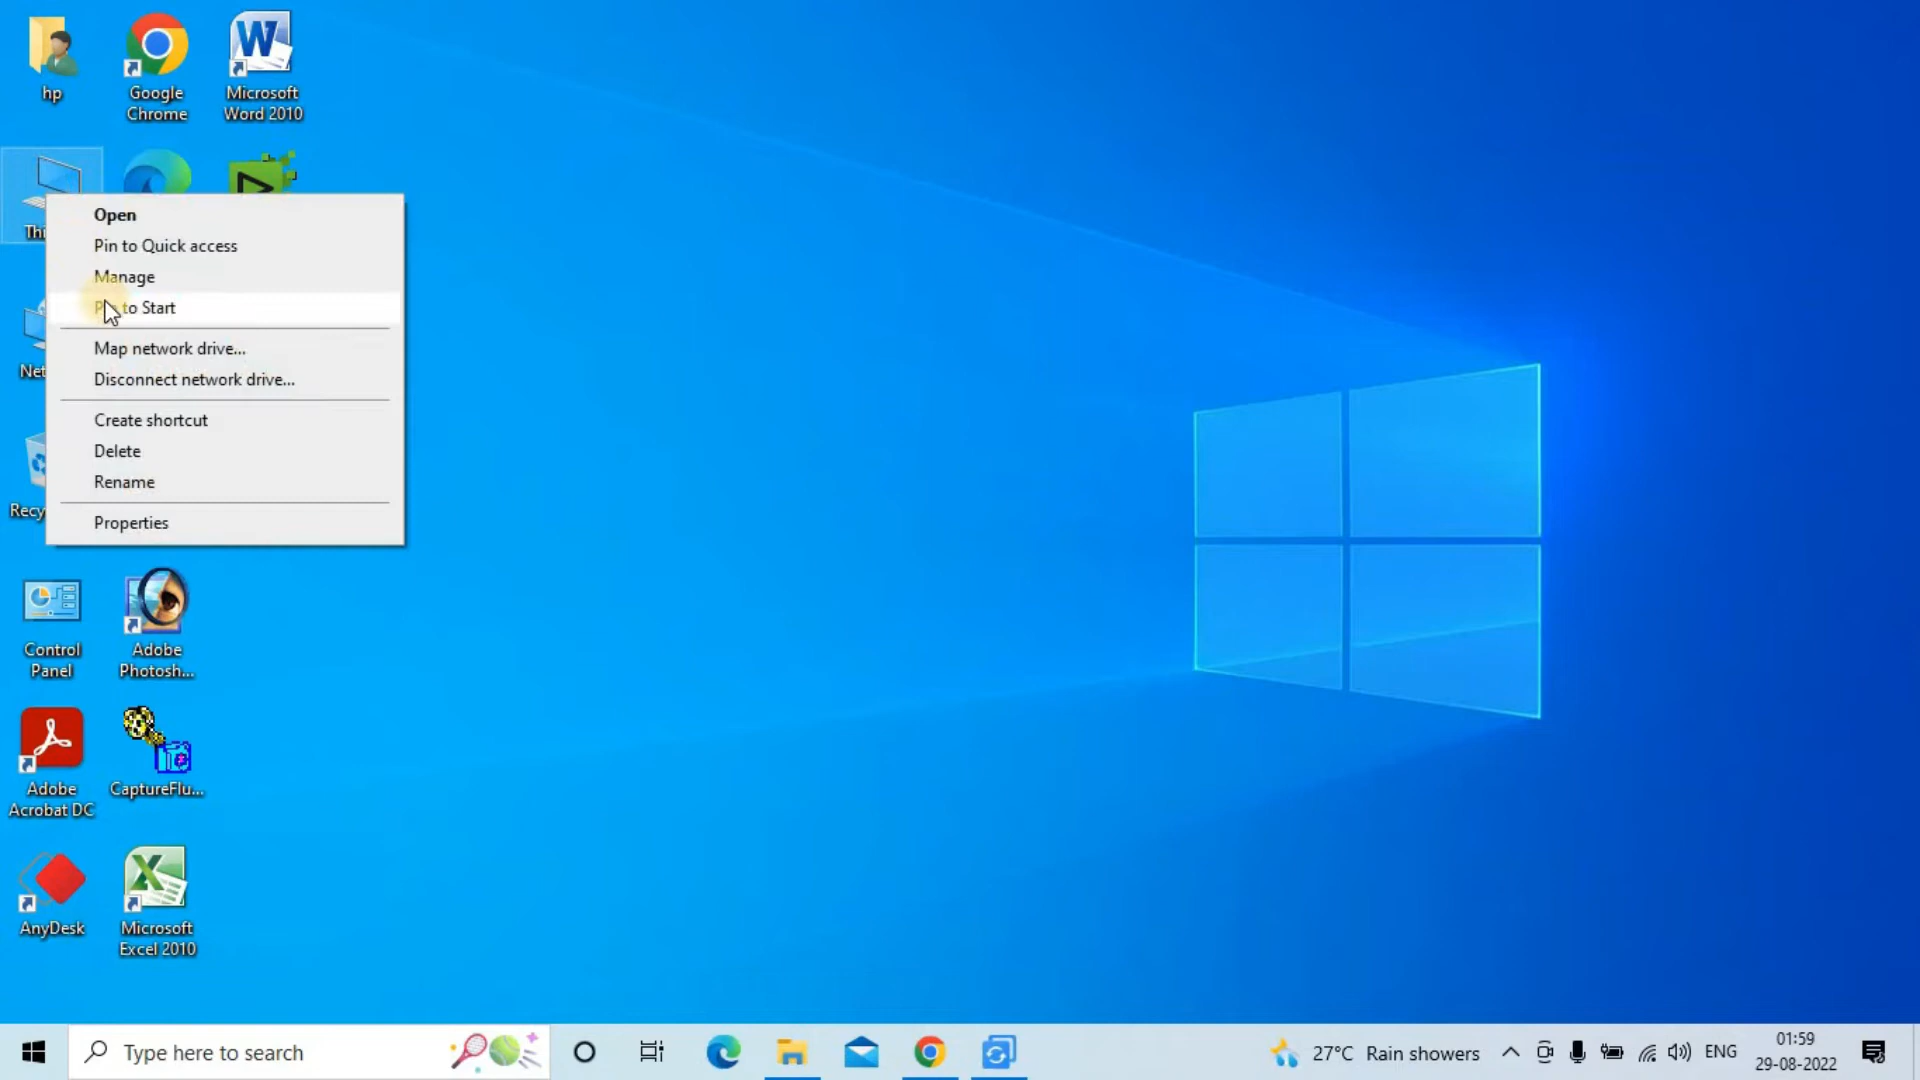 hp
Google
Chrome
Microsoft
Word 2010
Open
Pin to Quick access
Manage
to Start
Map network drive...
Disconnect network drive...
Create shortcut
Delete
Rename
Properties
Control
Panel
Adobe
Photosh...
Adobe
Acrobat DC
CaptureFlu...
AnyDesk
Microsoft
Excel 2010
Type here to search
27°C Rain showers
ENG
01:59
29-08-2022